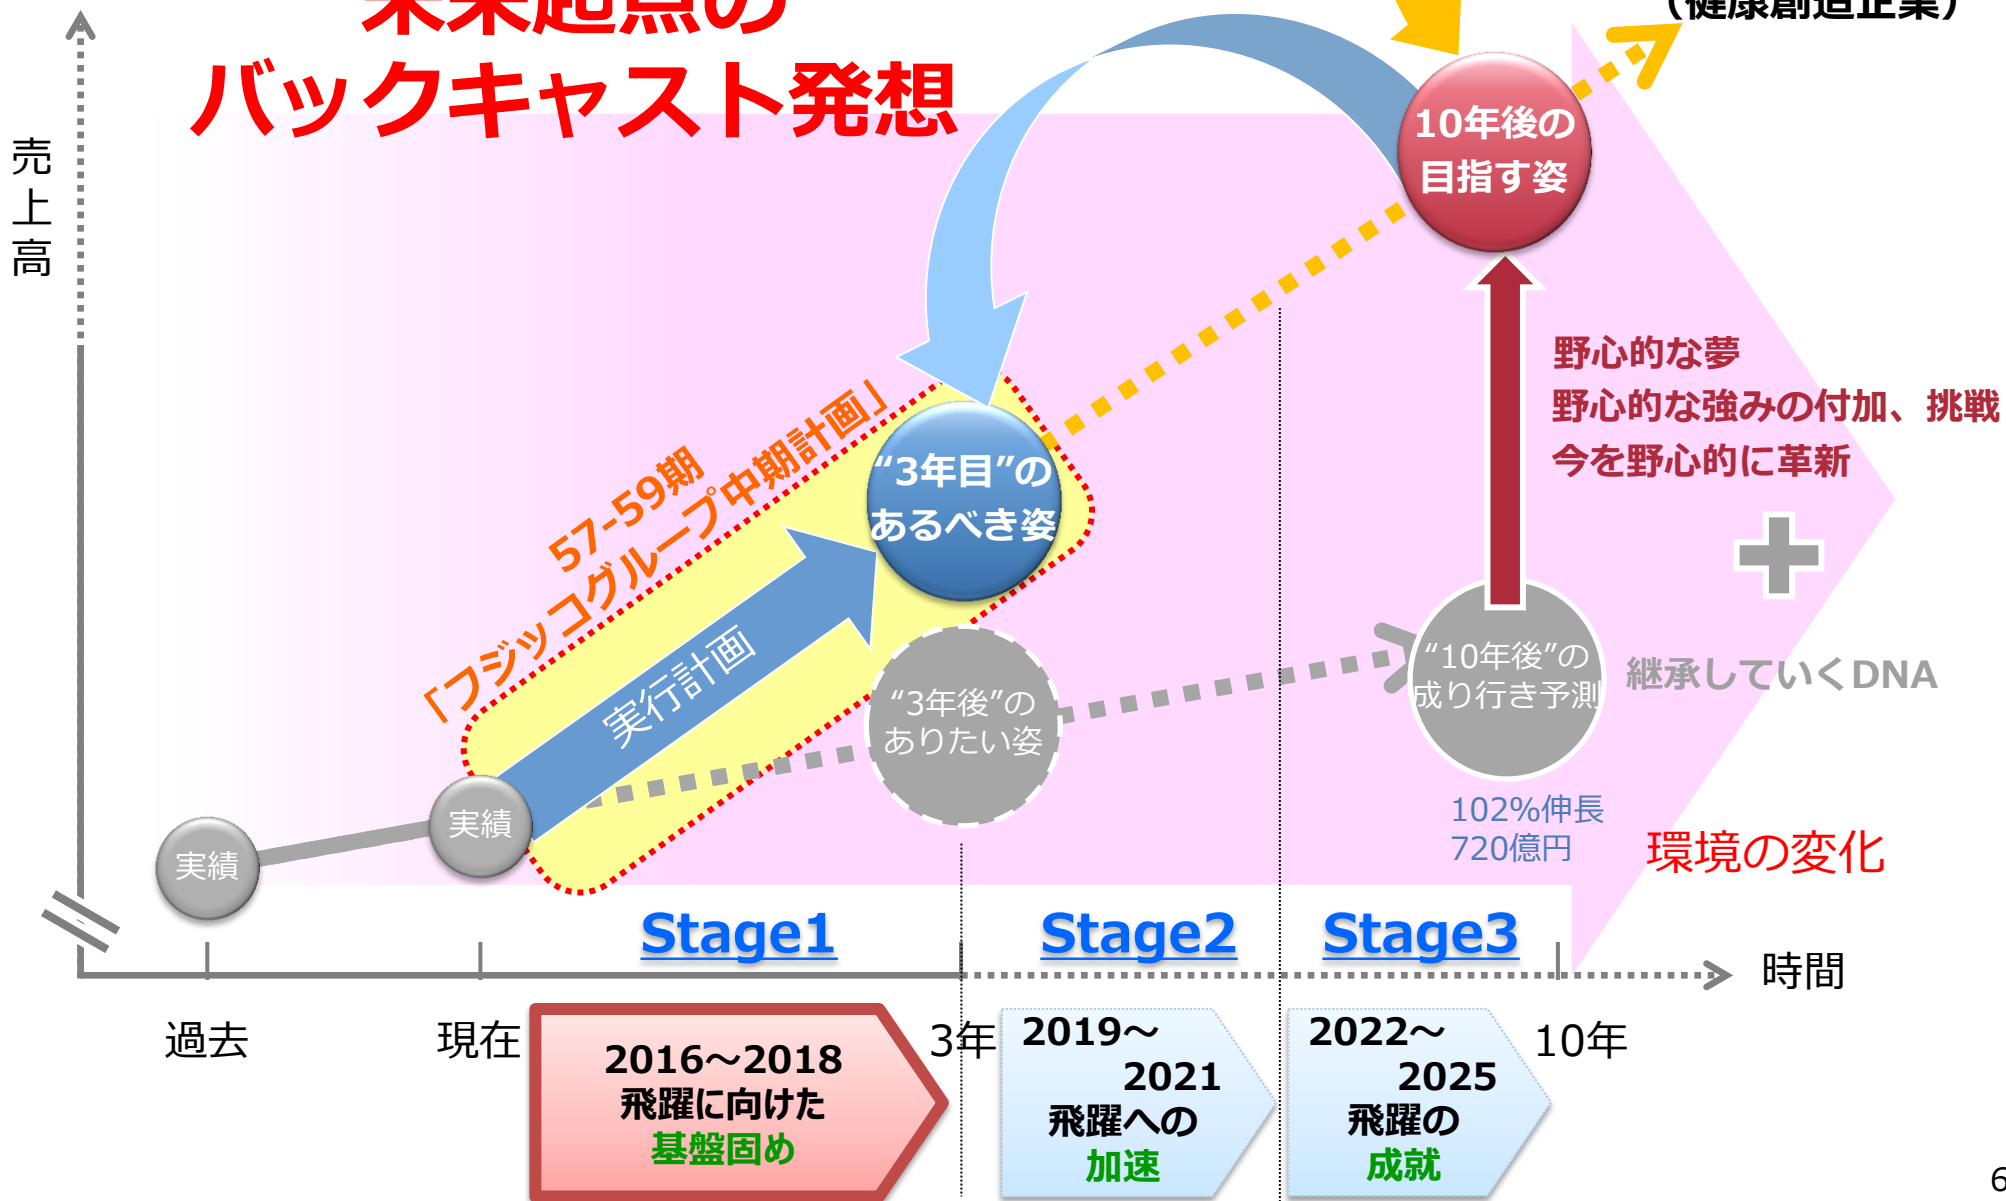 未来起点の
バックキャスト発想
（健康創造企業）
売上高
10年後の
目指す姿
野心的な夢
野心的な強みの付加、挑戦
今を野心的に革新
57-59期
「フジッコグループ中期計画」
“3年目”の
あるべき姿
実行計画
“3年後”の
ありたい姿
“10年後”の
成り行き予測
継承していくDNA
102%伸長
720億円
環境の変化
実績
実績
Stage1
Stage2
Stage3
時間
過去
現在
3年
10年
2016～2018
飛躍に向けた
基盤固め
2019～
2021
飛躍への
加速
2022～
2025
飛躍の
成就
6